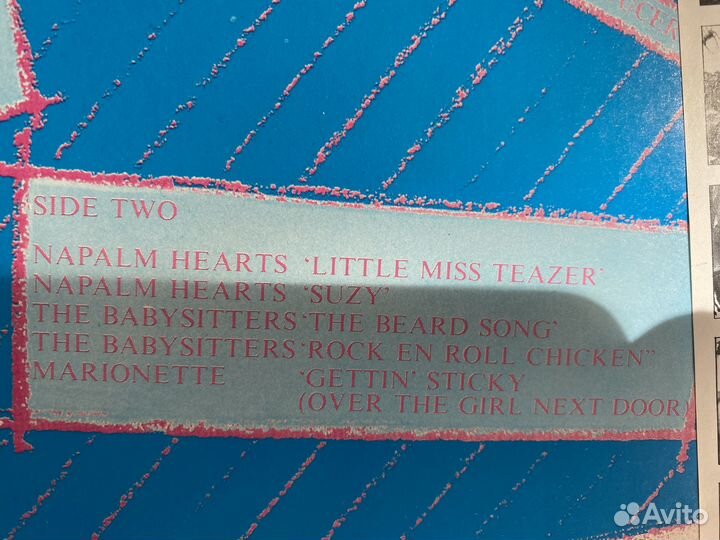 SIDE TWO
NAPALM HEARTS 'LITTLE MISS TEAZER'
NAPALM HEARTS 'SUZY'
THE BABYSITTERS 'THE BEARD SONG'
THE BABYSITTERS 'ROCK EN ROLL CHICKEN"
MARIONETTE 'GETTIN' STICKY
(OVER THE GIRL NEXT DOOR)
Avito